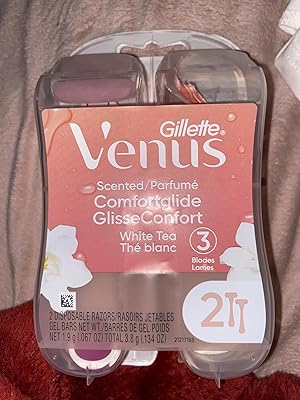 Gillette®
Venus
Scented/Parfumé
Comfortglide
GlisseConfort
White Tea
Thé blanc
3
Blades
Lames
2
2 DISPOSABLE RAZORS/RASOIRS JETABLES
GEL BARS NET WT./BARRES DE GEL POIDS
1.9 g (.067 OZ) TOTAL 3.8 g (.134 OZ)
21217188